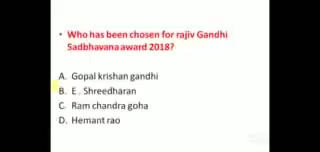 • Who has been chosen for rajiv Gandhi
Sadbhavana award 2018?
A. Gopal krishan gandhi
B. E. Shreedharan
C. Ram chandra goha
D. Hemant rao